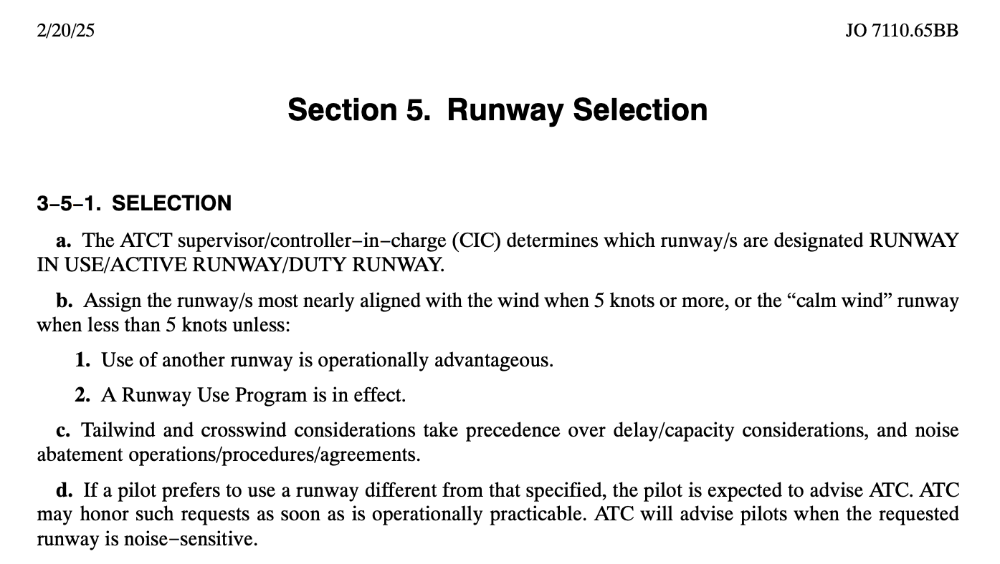 2/20/25
JO 7110.65BB
Section 5. Runway Selection
3−5−1. SELECTION
a. The ATCT supervisor/controller−in−charge (CIC) determines which runway/s are designated RUNWAY
IN USE/ACTIVE RUNWAY/DUTY RUNWAY.
b. Assign the runway/s most nearly aligned with the wind when 5 knots or more, or the “calm wind” runway
when less than 5 knots unless:
1. Use of another runway is operationally advantageous.
2. A Runway Use Program is in effect.
c. Tailwind and crosswind considerations take precedence over delay/capacity considerations, and noise
abatement operations/procedures/agreements.
d. If a pilot prefers to use a runway different from that specified, the pilot is expected to advise ATC. ATC
may honor such requests as soon as is operationally practicable. ATC will advise pilots when the requested
runway is noise−sensitive.